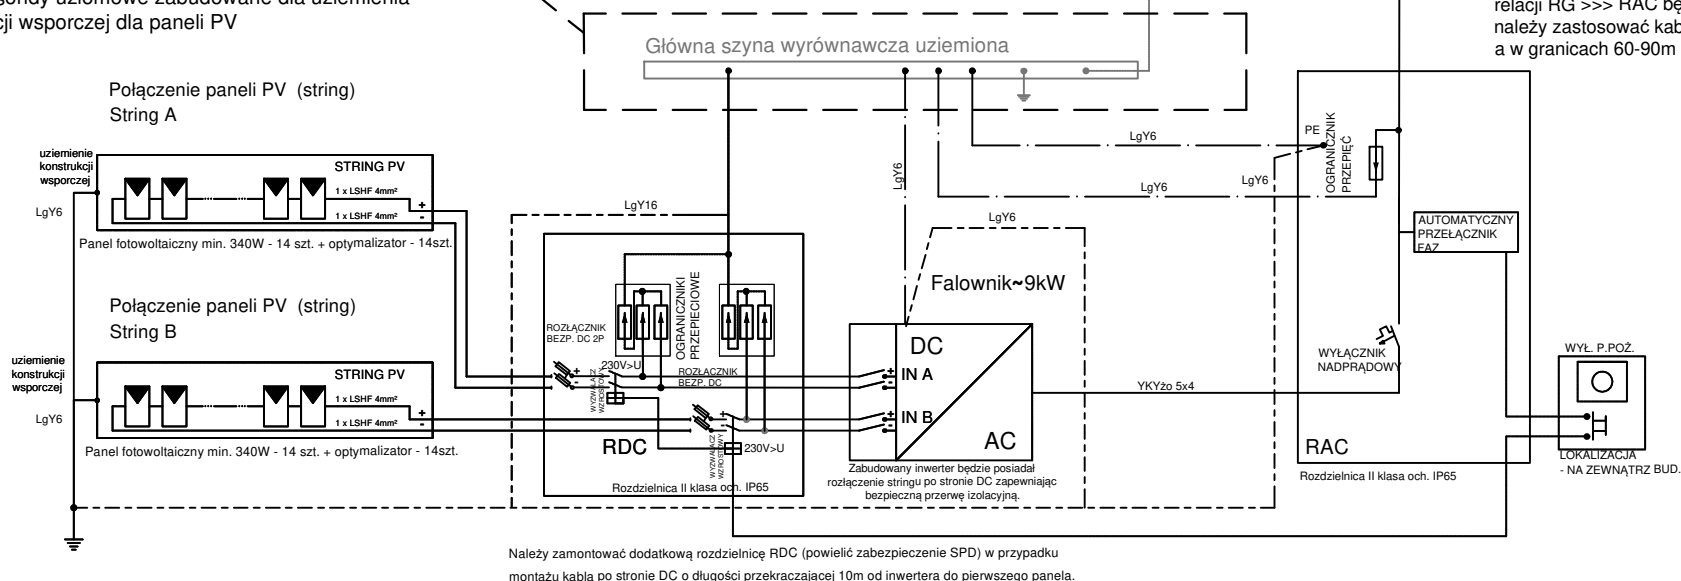 sondy uziomowe zabudowane dla uziemienia
cji wsporczej dla paneli PV
relacji RG >>> RAC bę
należy zastosować kab
a w granicach 60-90m
Główna szyna wyrównawcza uziemiona
Połączenie paneli PV (string)
String A
uziemienie
konstrukcji
wsporczej
LgY6
STRING PV
1 x LSHF 4mm²
1 x LSHF 4mm²
+
-
Panel fotowoltaiczny min. 340W - 14 szt. + optymalizator - 14szt.
Połączenie paneli PV (string)
String B
uziemienie
konstrukcji
wsporczej
LgY6
STRING PV
1 x LSHF 4mm²
1 x LSHF 4mm²
+
-
Panel fotowoltaiczny min. 340W - 14 szt. + optymalizator - 14szt.
LgY16
OGRANICZNIKI
PRZEPIĘCIOWE
ROZŁĄCZNIK
BEZP. DC 2P
+
-
230V>U
WYZWALACZ
WZROSTOWY
ROZŁĄCZNIK
BEZP. DC
+
-
WYZWALACZ
WZROSTOWY
230V>U
RDC
Rozdzielnica II klasa och. IP65
LgY6
LgY6
LgY6
LgY6
LgY6
Falownik~9kW
DC
+
-
IN A
+
-
IN B
AC
Zabudowany inwerter będzie posiadał
rozłączenie stringu po stronie DC zapewniając
bezpieczną przerwę izolacyjną.
YKYżo 5x4
PE
OGRANICZNIK
PRZEPIĘĆ
AUTOMATYCZNY
PRZEŁĄCZNIK
FAZ
WYŁĄCZNIK
NADPRĄDOWY
RAC
Rozdzielnica II klasa och. IP65
WYŁ. P.POŻ.
LOKALIZACJA
- NA ZEWNĄTRZ BUD.
Należy zamontować dodatkową rozdzielnicę RDC (powielić zabezpieczenie SPD) w przypadku
montażu kabla po stronie DC o długości przekraczającej 10m od inwertera do pierwszego panela.